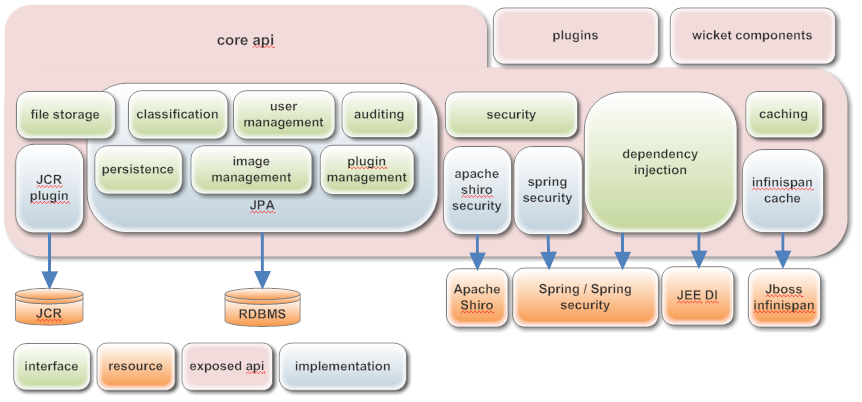 core api
plugins
wicket components
file storage
classification
user
management
auditing
security
caching
persistence
image
management
plugin
management
dependency
injection
JCR
plugin
JPA
apache
shiro
security
spring
security
infinispan
cache
JCR
RDBMS
Apache
Shiro
Spring / Spring
security
JEE DI
Jboss
infinispan
interface
resource
exposed api
implementation